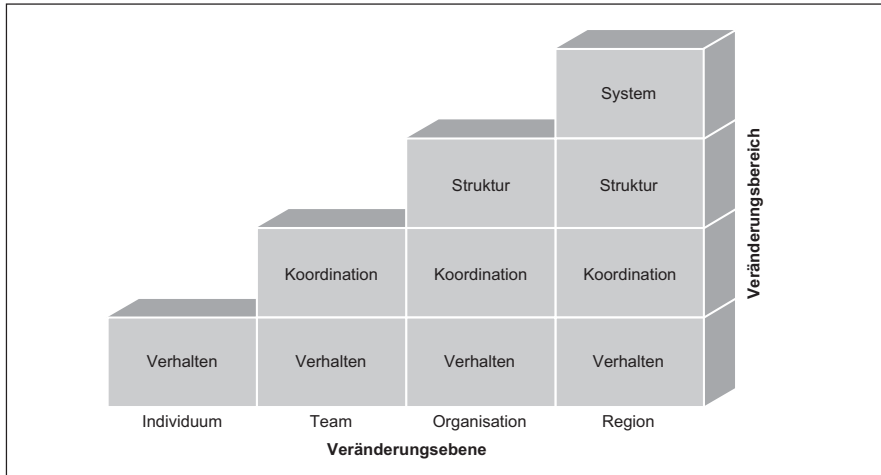 System
Struktur
Struktur
Koordination
Koordination
Koordination
Verhalten
Verhalten
Verhalten
Verhalten
Individuum
Team
Organisation
Region
Veränderungsebene
Veränderungsbereich